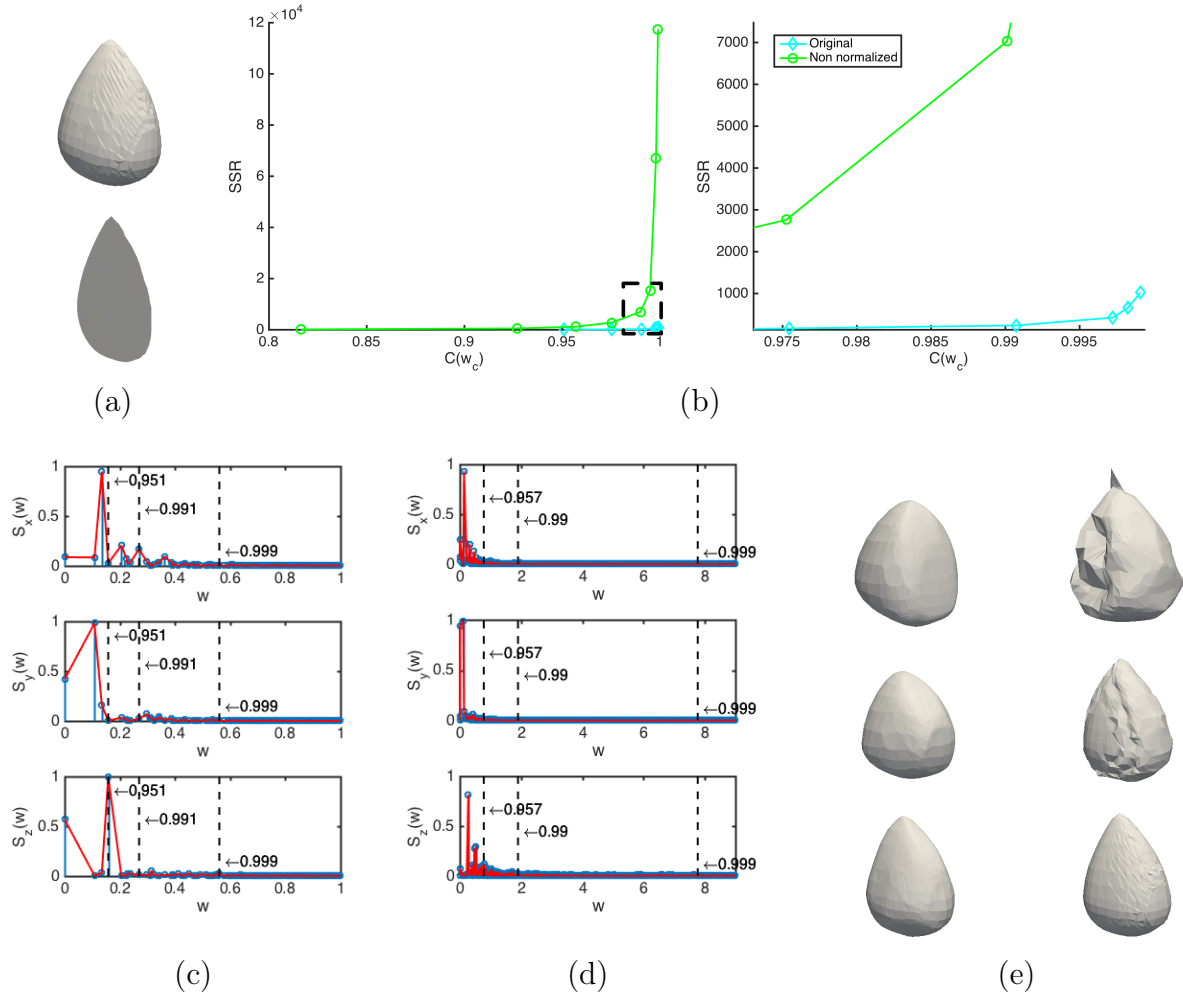 12
×10⁴
10
8
6
4
2
0
SSR
0.8
0.85
0.9
0.95
1
C(w_c)
7000
6000
5000
4000
3000
2000
1000
SSR
Original
Non normalized
0.975
0.98
0.985
0.99
0.995
C(w_c)
(a)
(b)
1
0.5
0
S_x(w)
←0.951
←0.991
←0.999
0 0.2 0.4 0.6 0.8 1
w
1
0.5
0
S_y(w)
←0.951
←0.991
←0.999
0 0.2 0.4 0.6 0.8 1
w
1
0.5
0
S_z(w)
←0.951
←0.991
←0.999
0 0.2 0.4 0.6 0.8 1
w
(c)
1
0.5
0
S_x(w)
←0.957
←0.99
←0.999
0 2 4 6 8
w
1
0.5
0
S_y(w)
←0.957
←0.99
←0.999
0 2 4 6 8
w
1
0.5
0
S_z(w)
←0.957
←0.99
←0.999
0 2 4 6 8
w
(d)
(e)